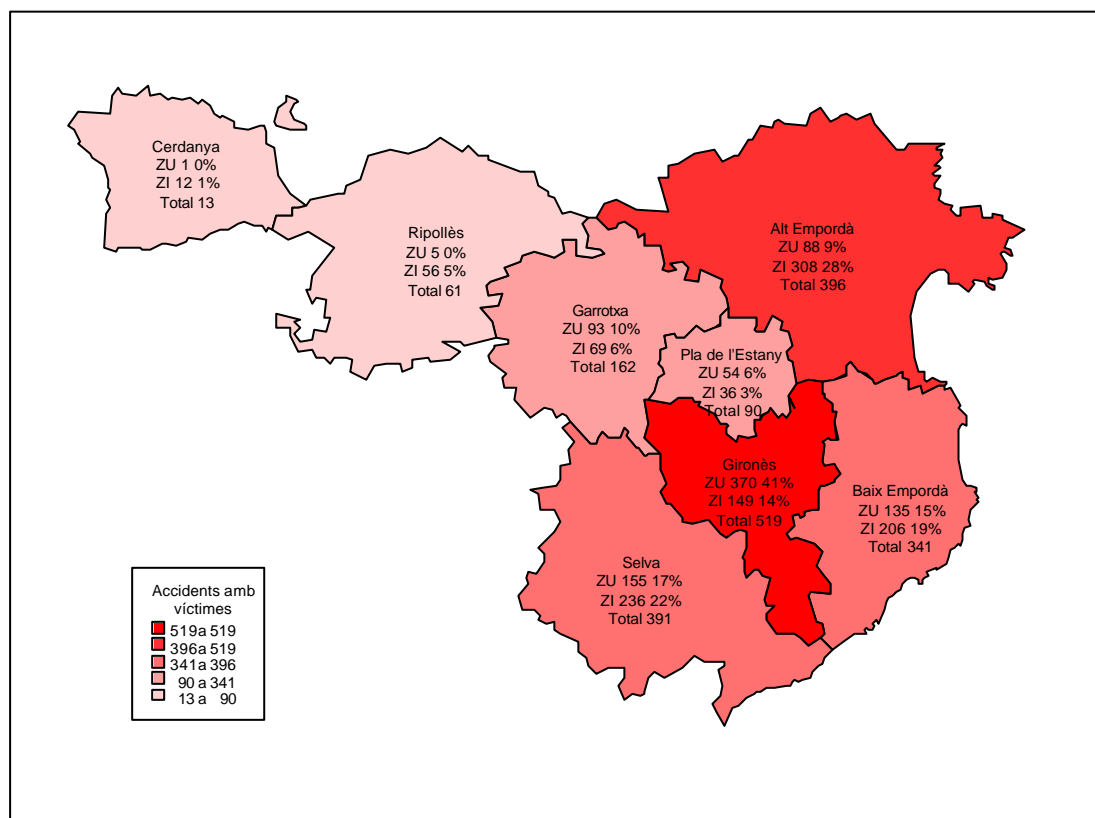 Cerdanya
ZU 1 0%
ZI 12 1%
Total 13
Ripollès
ZU 5 0%
ZI 56 5%
Total 61
Alt Empordà
ZU 88 9%
ZI 308 28%
Total 396
Garrotxa
ZU 93 10%
ZI 69 6%
Total 162
Pla de l'Estany
ZU 54 6%
ZI 36 3%
Total 90
Gironès
ZU 370 41%
ZI 149 14%
Total 519
Baix Empordà
ZU 135 15%
ZI 206 19%
Total 341
Selva
ZU 155 17%
ZI 236 22%
Total 391
Accidents amb
víctimes
519 a 519
396 a 519
341 a 396
90 a 341
13 a 90